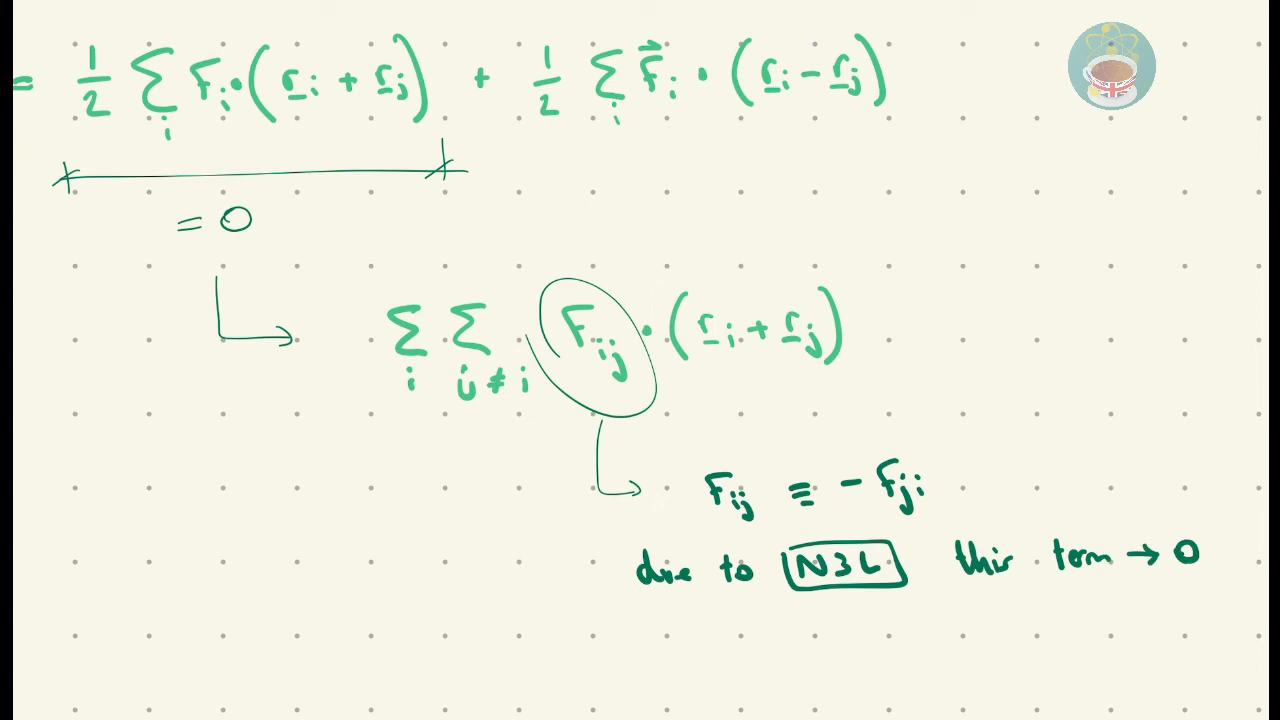 = 1/2 Σ_i F_i · (r_i + r_j) + 1/2 Σ_i F⃗_i · (r_i − r_j)
= 0
Σ_i Σ_{j≠i} F_ij · (r_i + r_j)
F_ij ≡ − F_ji
due to N3L this term → 0